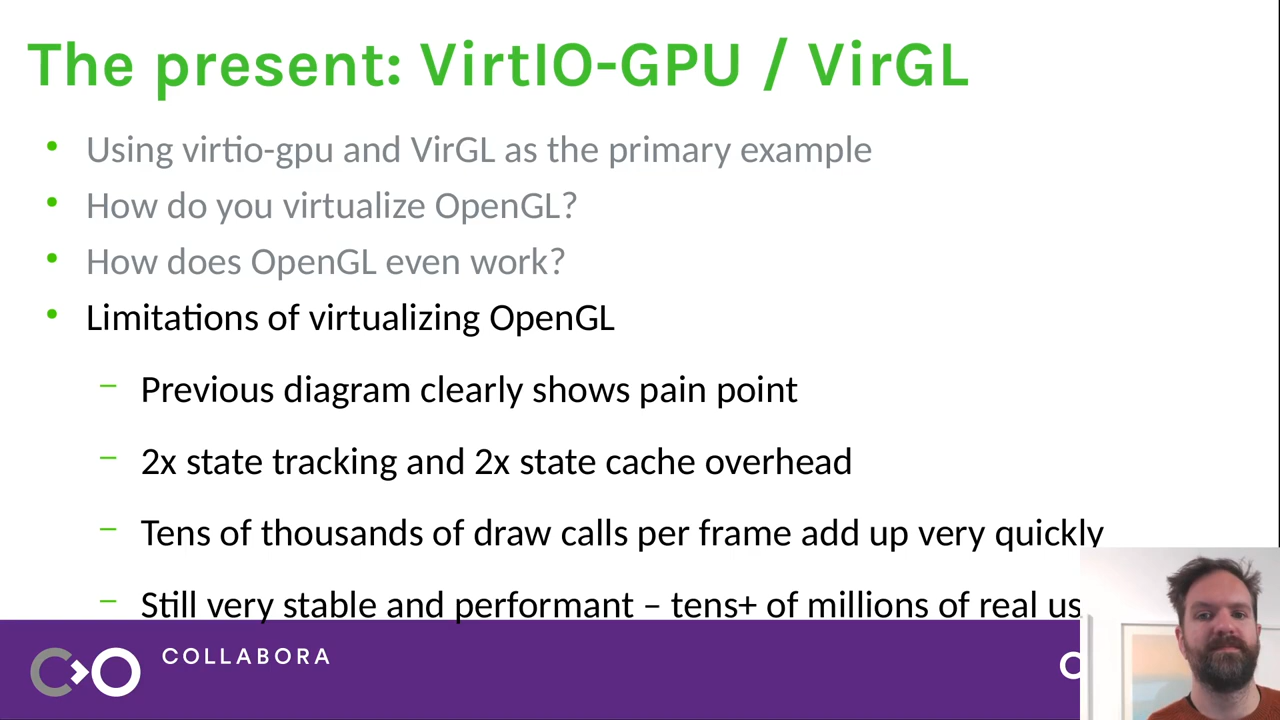 The present: VirtIO-GPU / VirGL
Using virtio-gpu and VirGL as the primary example
How do you virtualize OpenGL?
How does OpenGL even work?
Limitations of virtualizing OpenGL
– Previous diagram clearly shows pain point
– 2x state tracking and 2x state cache overhead
– Tens of thousands of draw calls per frame add up very quickly
– Still very stable and performant – tens+ of millions of real
COLLABORA